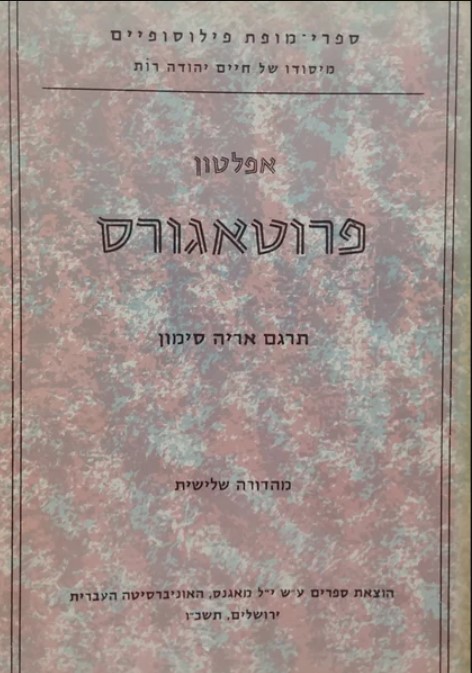 ספרי־מופת פילוסופיים
מיסודו של חיים יהודה רות
אפלטון
פרוטאגורס
תרגם אריה סימון
מהדורה שלישית
הוצאת ספרים ע״ש י״ל מאגנס, האוניברסיטה העברית
ירושלים, תשכ״ו